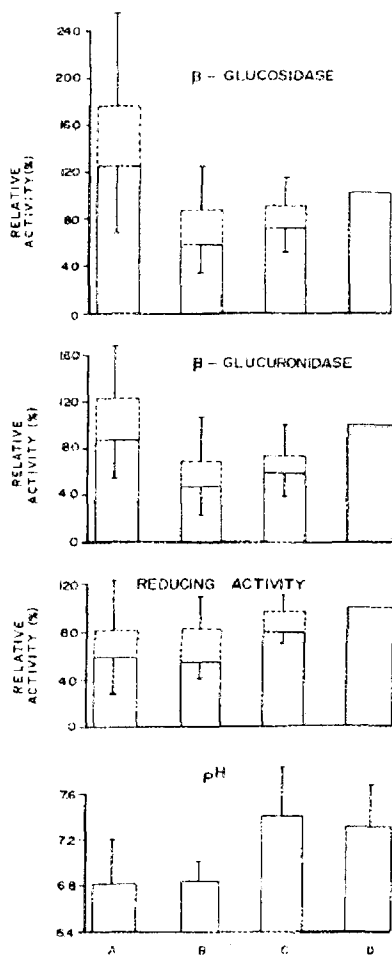 β - GLUCOSIDASE
RELATIVE
ACTIVITY (%)
240
200
160
120
80
40
0
β - GLUCURONIDASE
RELATIVE
ACTIVITY (%)
160
120
80
40
0
REDUCING ACTIVITY
RELATIVE
ACTIVITY (%)
120
80
40
0
pH
7.6
7.2
6.8
6.4
A B C D